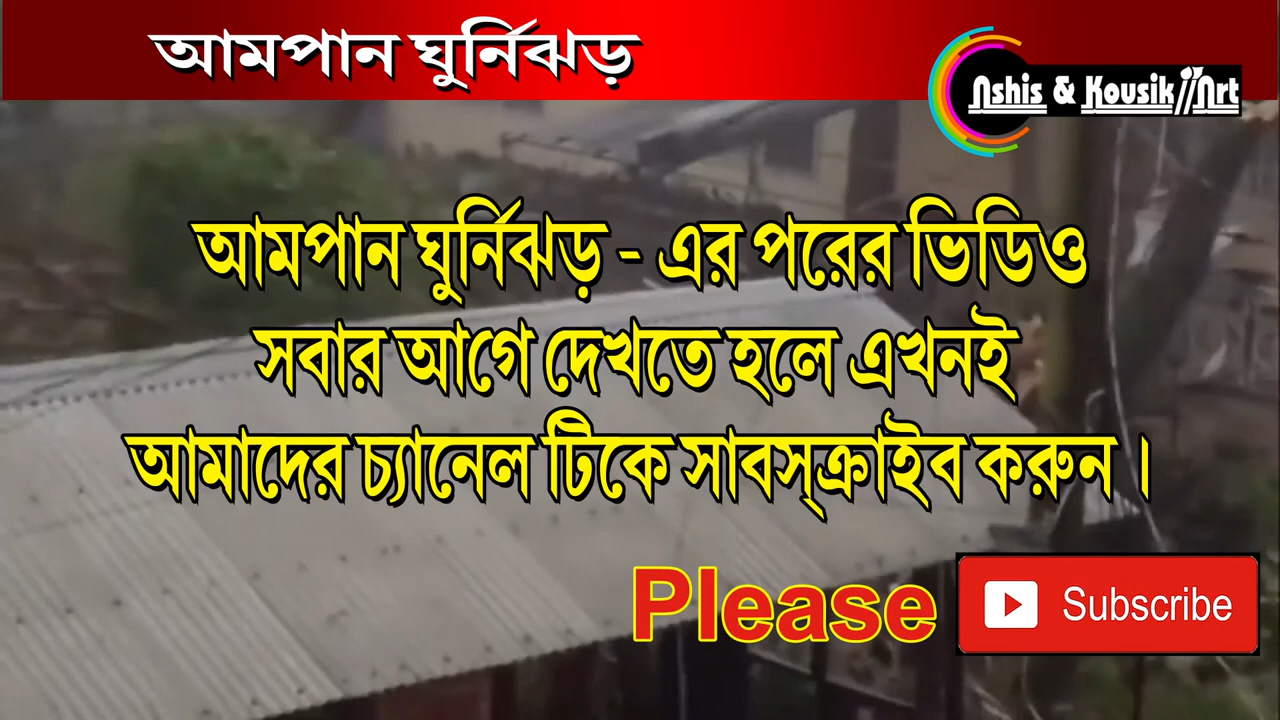 আমপান ঘুর্নিঝড়
Ashis & Kousik Art
আমপান ঘুর্নিঝড় - এর পরের ভিডিও
সবার আগে দেখতে হলে এখনই
আমাদের চ্যানেল টিকে সাবস্ক্রাইব করুন ।
Please
Subscribe